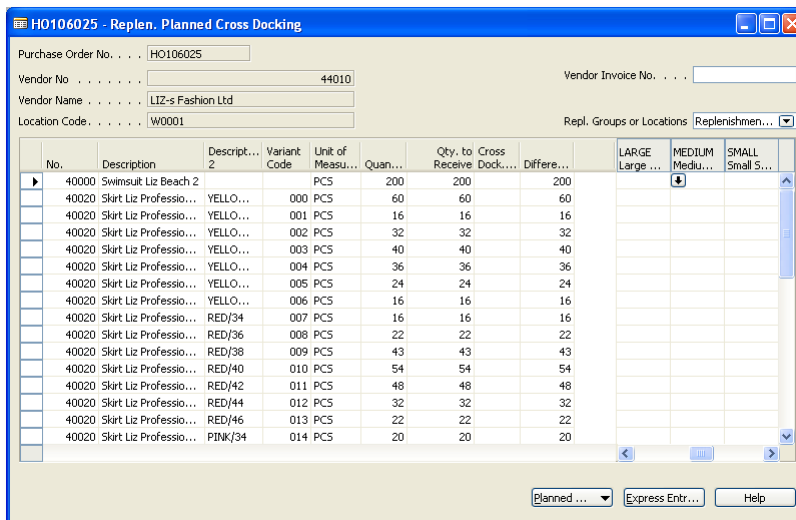 HO106025 - Replen. Planned Cross Docking
Purchase Order No. . . . HO106025
Vendor No . . . . . . . 44010 Vendor Invoice No. . . .
Vendor Name . . . . . . LIZ-s Fashion Ltd
Location Code. . . . . . W0001 Repl. Groups or Locations Replenishmen...
No. Description Descript... 2 Variant Code Unit of Measu... Quan... Qty. to Receive Cross Dock.... Differe... LARGE Large ... MEDIUM Mediu... SMALL Small S...
40000 Swimsuit Liz Beach 2 PCS 200 200 200
40020 Skirt Liz Professio... YELLO... 000 PCS 60 60 60
40020 Skirt Liz Professio... YELLO... 001 PCS 16 16 16
40020 Skirt Liz Professio... YELLO... 002 PCS 32 32 32
40020 Skirt Liz Professio... YELLO... 003 PCS 40 40 40
40020 Skirt Liz Professio... YELLO... 004 PCS 36 36 36
40020 Skirt Liz Professio... YELLO... 005 PCS 24 24 24
40020 Skirt Liz Professio... YELLO... 006 PCS 16 16 16
40020 Skirt Liz Professio... RED/34 007 PCS 16 16 16
40020 Skirt Liz Professio... RED/36 008 PCS 22 22 22
40020 Skirt Liz Professio... RED/38 009 PCS 43 43 43
40020 Skirt Liz Professio... RED/40 010 PCS 54 54 54
40020 Skirt Liz Professio... RED/42 011 PCS 48 48 48
40020 Skirt Liz Professio... RED/44 012 PCS 32 32 32
40020 Skirt Liz Professio... RED/46 013 PCS 22 22 22
40020 Skirt Liz Professio... PINK/34 014 PCS 20 20 20
Planned ... Express Entr... Help